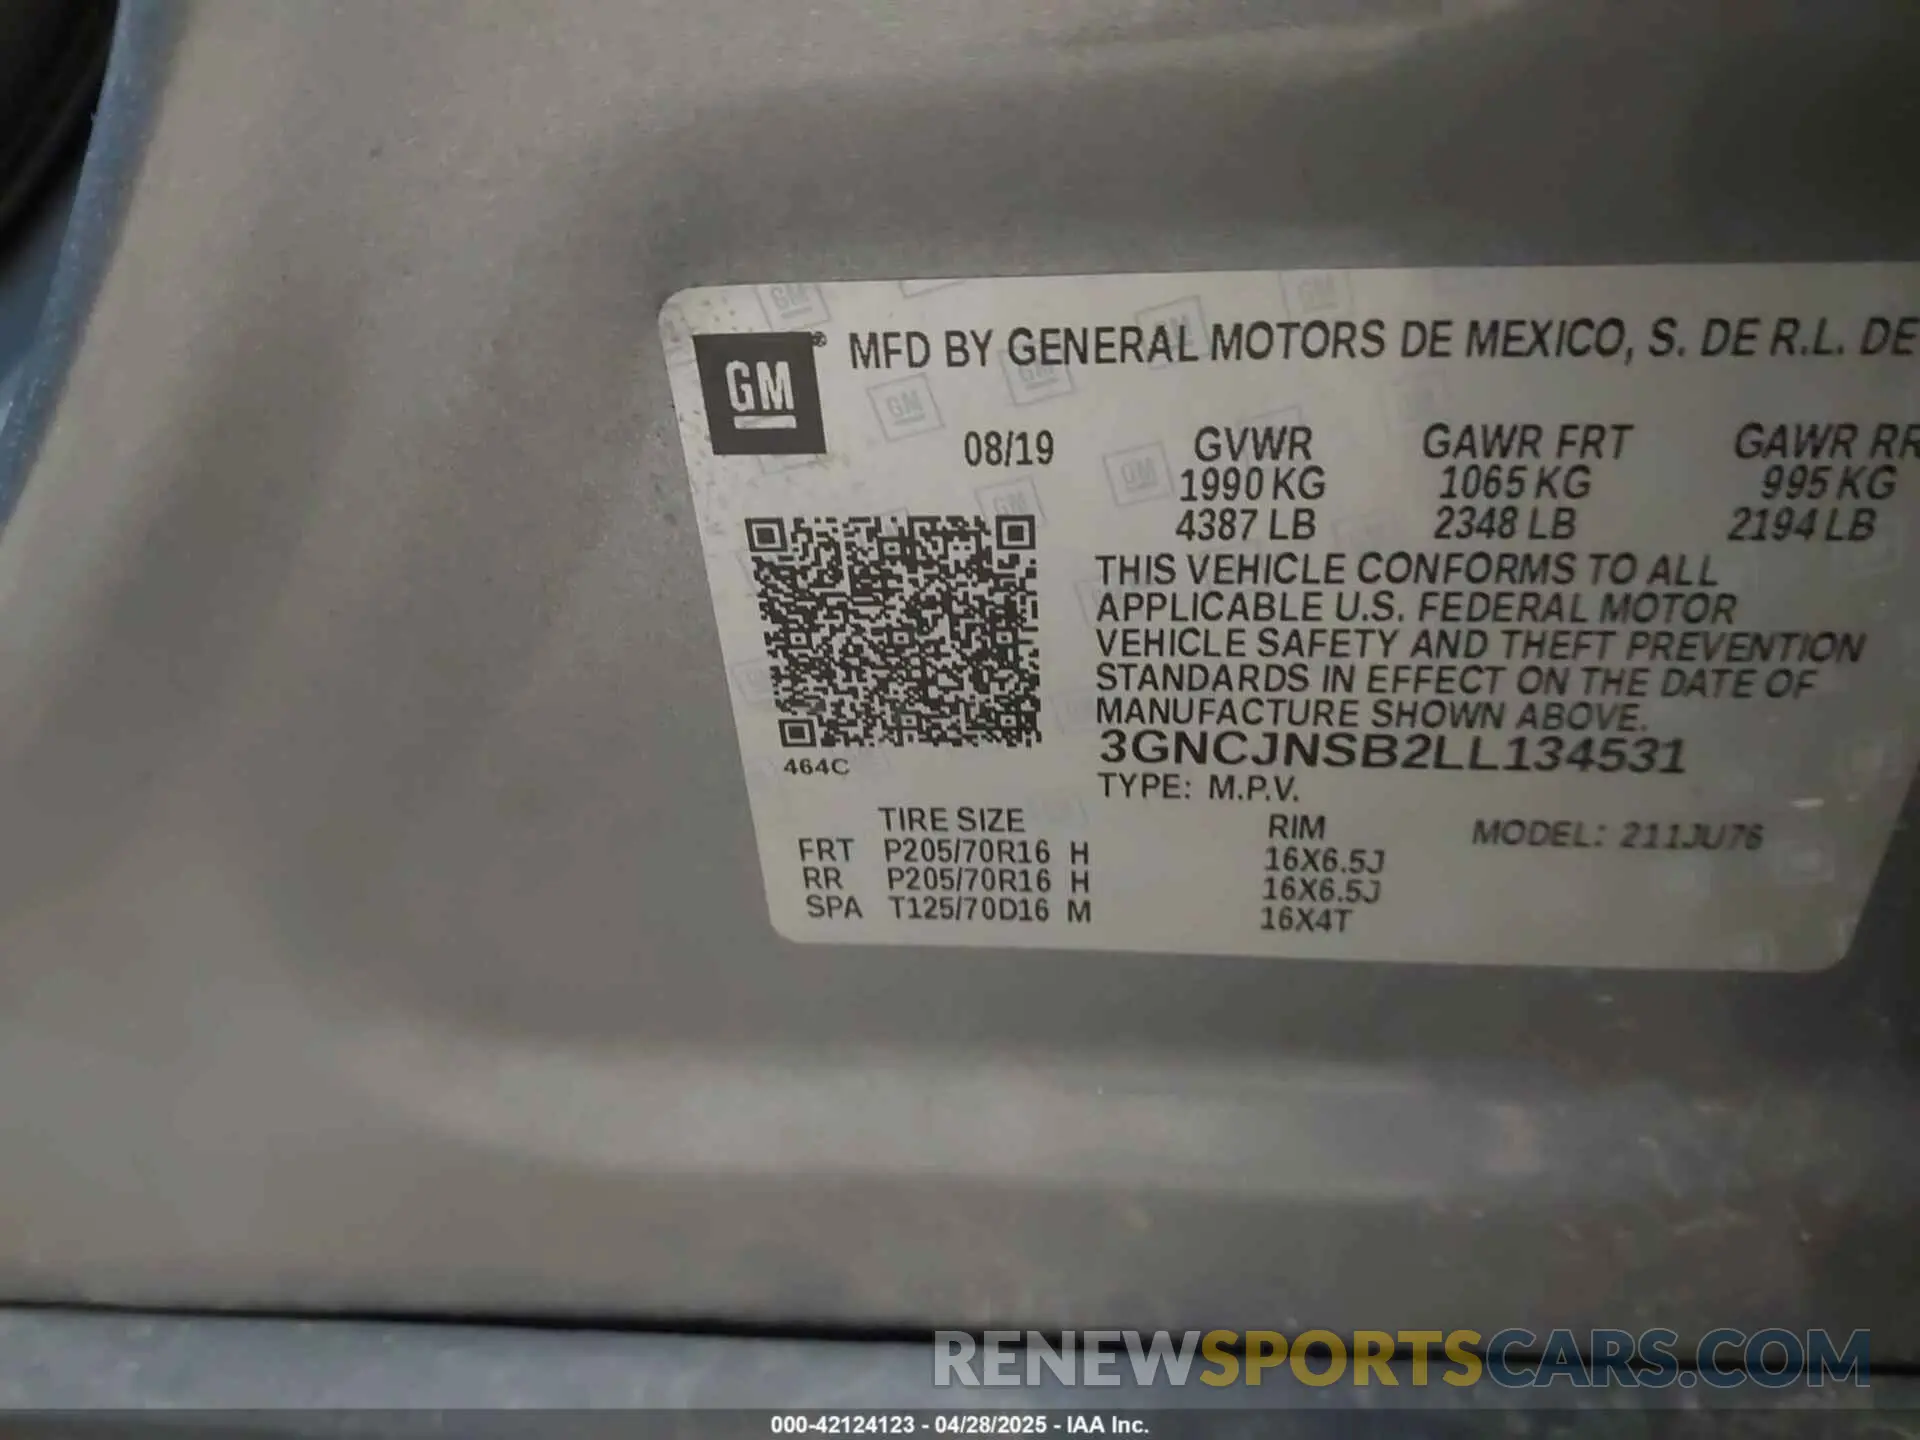 GM® MFD BY GENERAL MOTORS DE MEXICO, S. DE R.L. DE
08/19 GVWR GAWR FRT GAWR RR
1990 KG 1065 KG 995 KG
4387 LB 2348 LB 2194 LB
THIS VEHICLE CONFORMS TO ALL
APPLICABLE U.S. FEDERAL MOTOR
VEHICLE SAFETY AND THEFT PREVENTION
STANDARDS IN EFFECT ON THE DATE OF
MANUFACTURE SHOWN ABOVE.
3GNCJNSB2LL134531
464C
TYPE: M.P.V.
TIRE SIZE RIM MODEL: 211JU76
FRT P205/70R16 H 16X6.5J
RR P205/70R16 H 16X6.5J
SPA T125/70D16 M 16X4T
RENEWSPORTSCARS.COM
000-42124123 - 04/28/2025 - IAA Inc.